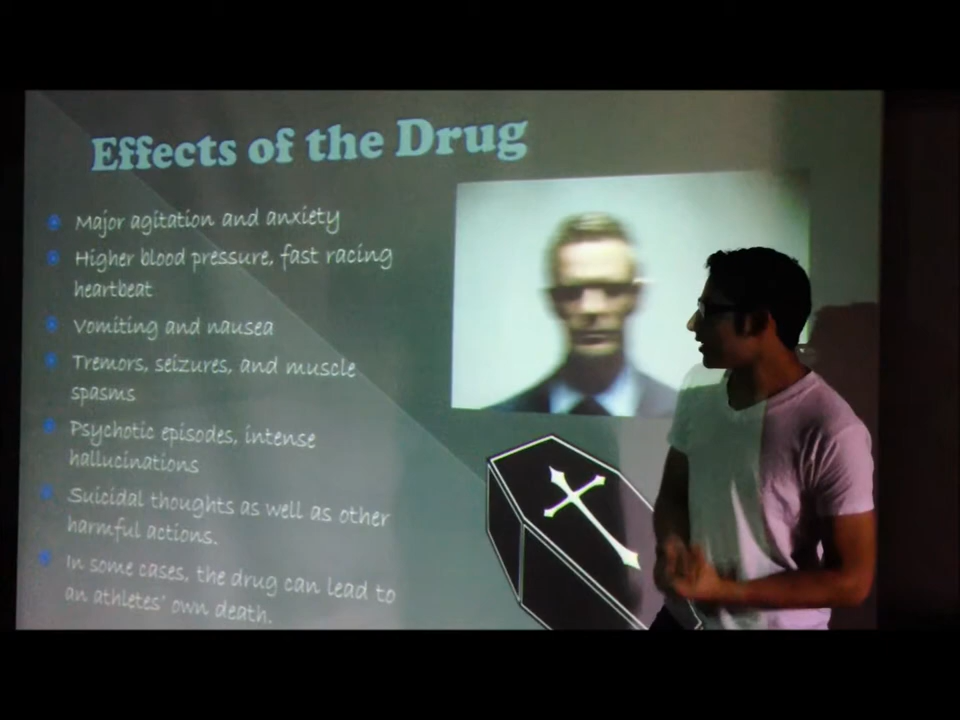 Effects of the Drug
Major agitation and anxiety
Higher blood pressure, fast racing
heartbeat
Vomiting and nausea
Tremors, seizures, and muscle
spasms
Psychotic episodes, intense
hallucinations
Suicidal thoughts as well as other
harmful actions.
In some cases, the drug can lead to
an athletes' own death.